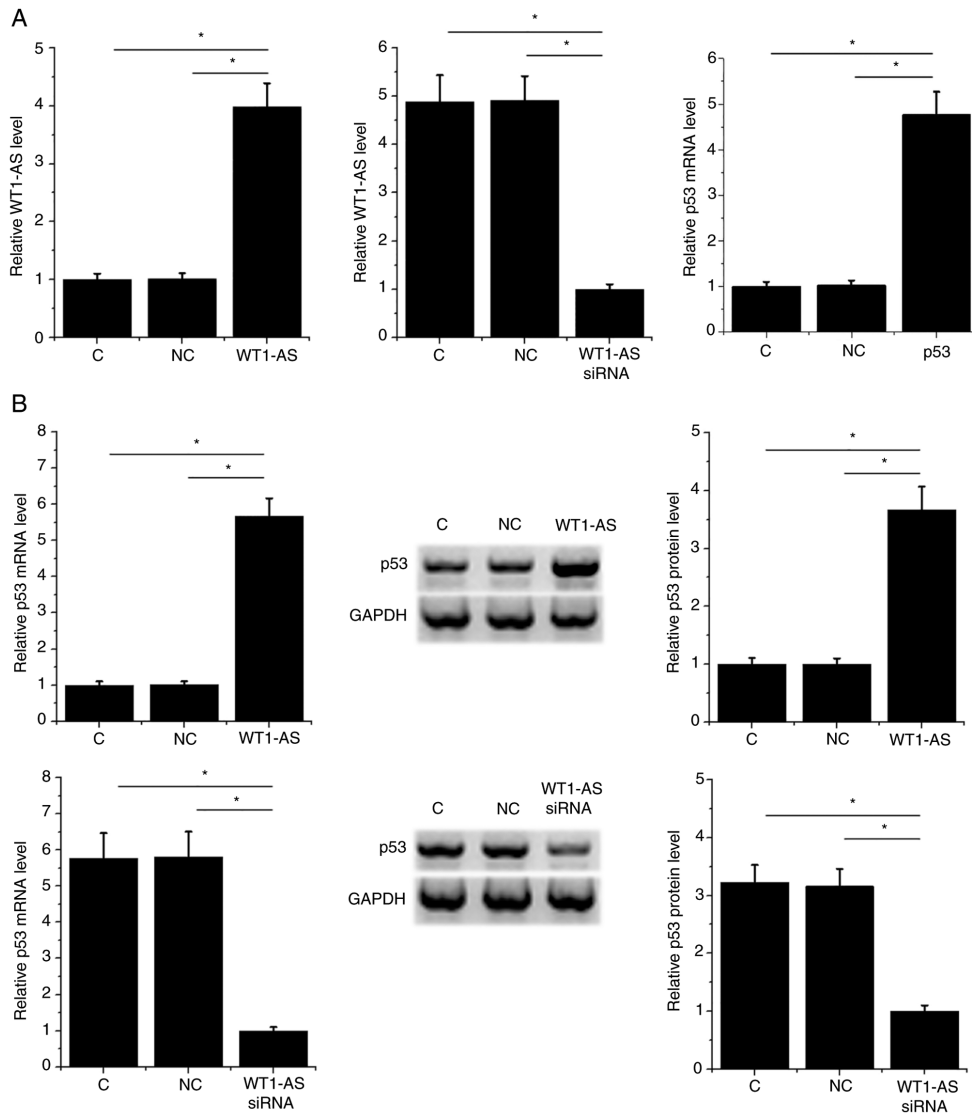 A
Relative WT1-AS level
5
4
3
2
1
0
*
*
C NC WT1-AS
Relative WT1-AS level
6
5
4
3
2
1
0
*
*
C NC WT1-AS
siRNA
Relative p53 mRNA level
6
5
4
3
2
1
0
*
*
C NC p53
B
Relative p53 mRNA level
8
7
6
5
4
3
2
1
0
*
*
C NC WT1-AS
C NC WT1-AS
p53
GAPDH
Relative p53 protein level
5
4
3
2
1
0
*
*
C NC WT1-AS
Relative p53 mRNA level
8
7
6
5
4
3
2
1
0
*
*
C NC WT1-AS
siRNA
C NC WT1-AS
siRNA
p53
GAPDH
Relative p53 protein level
5
4
3
2
1
0
*
*
C NC WT1-AS
siRNA